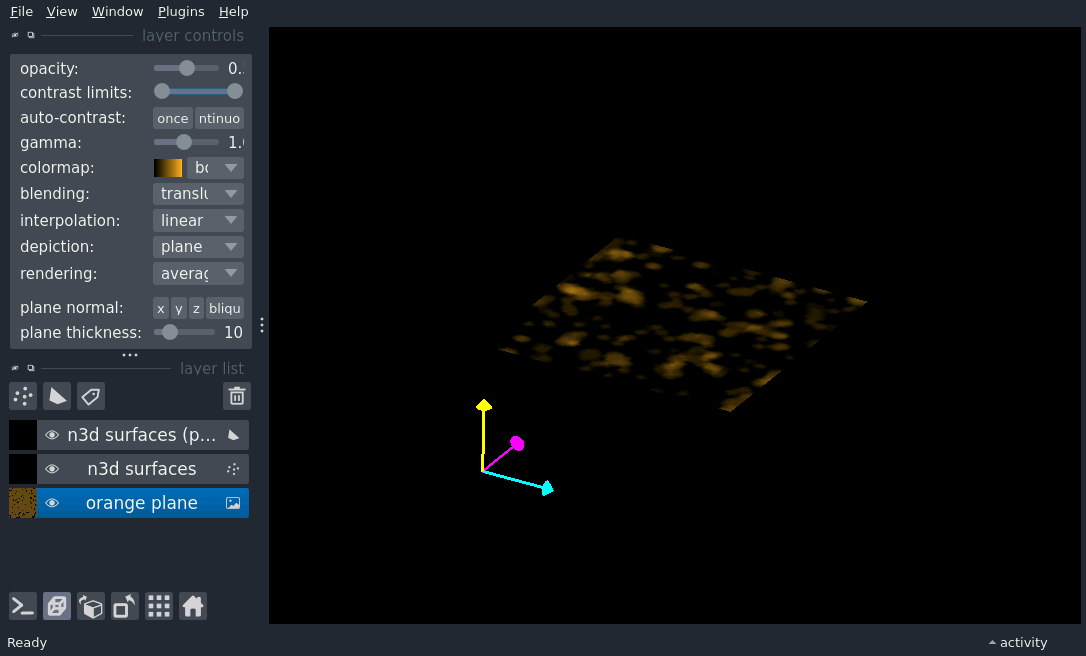 File View Window Plugins Help
layer controls
opacity: 0.
contrast limits:
auto-contrast: once ntinuo
gamma: 1.
colormap: bo
blending: translu
interpolation: linear
depiction: plane
rendering: averag
plane normal: x y z bliqu
plane thickness: 10
layer list
n3d surfaces (p...
n3d surfaces
orange plane
Ready
activity